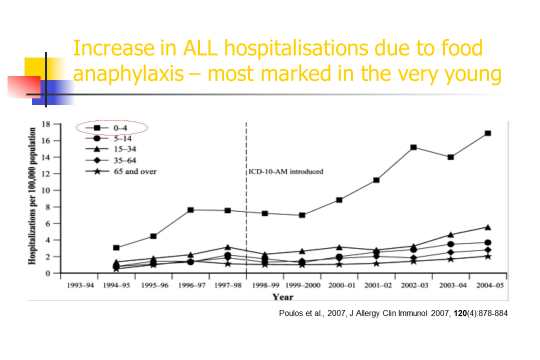 Increase in ALL hospitalisations due to food
anaphylaxis – most marked in the very young
18
16
14
12
10
8
6
4
2
0
Hospitalizations per 100,000 population
0–4
5–14
15–34
35–64
65 and over
ICD-10-AM introduced
1993–94 1994–95 1995–96 1996–97 1997–98 1998–99 1999–2000 2000–01 2001–02 2002–03 2003–04 2004–05
Year
Poulos et al., 2007, J Allergy Clin Immunol. 2007, 120(4):878-884